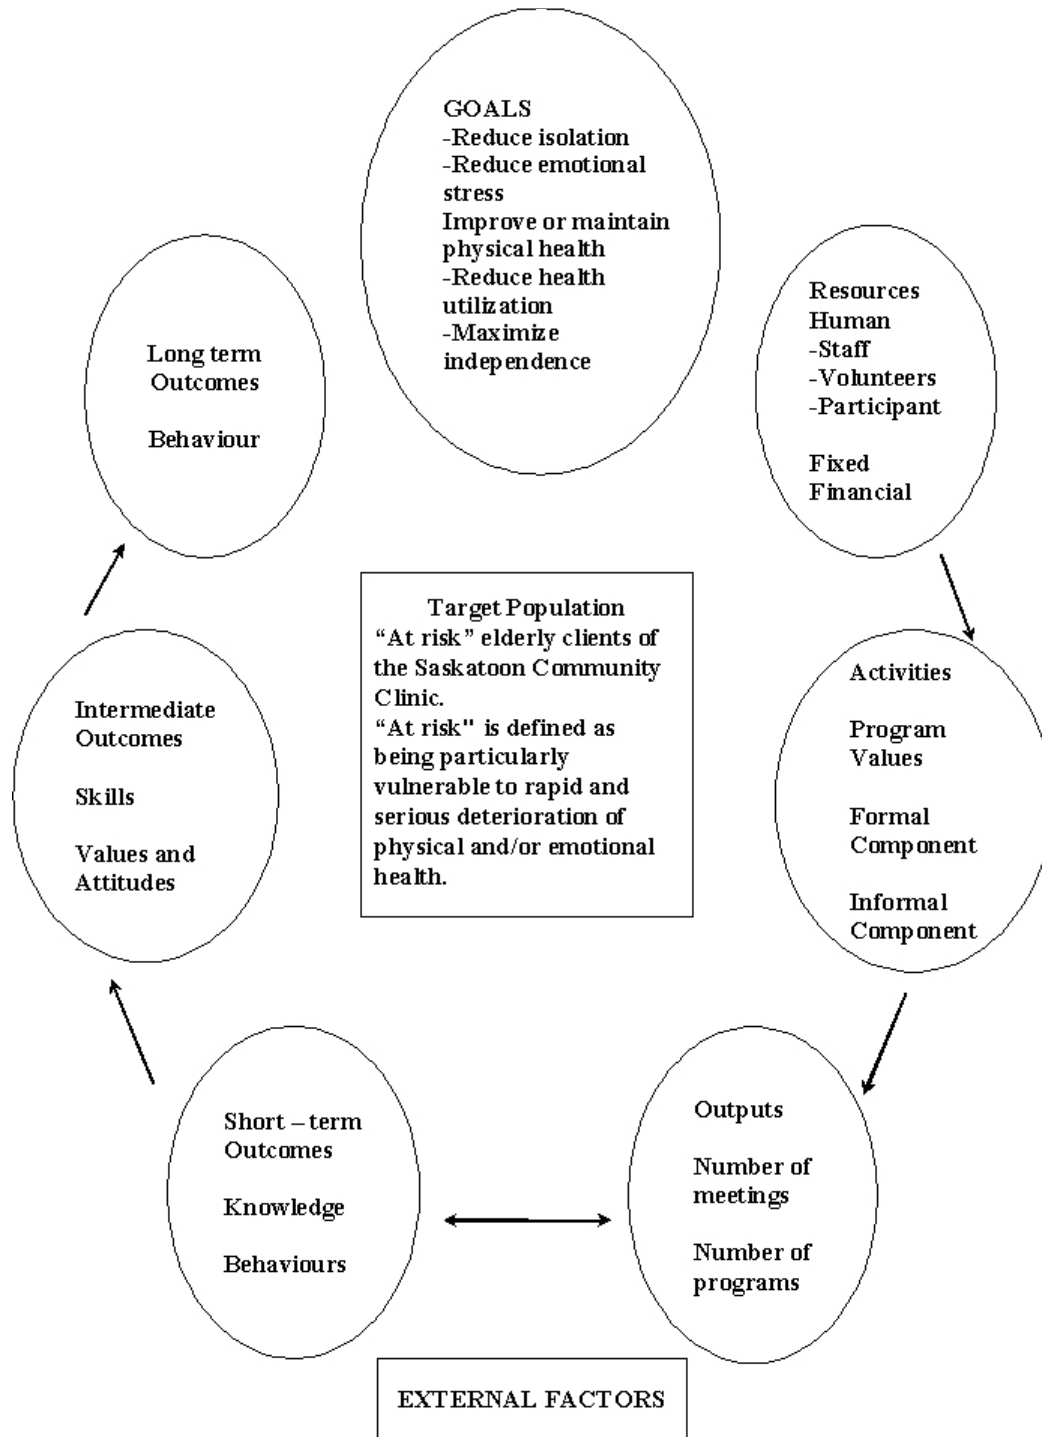 GOALS
-Reduce isolation
-Reduce emotional
stress
Improve or maintain
physical health
-Reduce health
utilization
-Maximize
independence
Resources
Human
-Staff
-Volunteers
-Participant
Fixed
Financial
Activities
Program
Values
Formal
Component
Informal
Component
Outputs
Number of
meetings
Number of
programs
Short – term
Outcomes
Knowledge
Behaviours
Intermediate
Outcomes
Skills
Values and
Attitudes
Long term
Outcomes
Behaviour
Target Population
“At risk” elderly clients of
the Saskatoon Community
Clinic.
“At risk" is defined as
being particularly
vulnerable to rapid and
serious deterioration of
physical and/or emotional
health.
EXTERNAL FACTORS